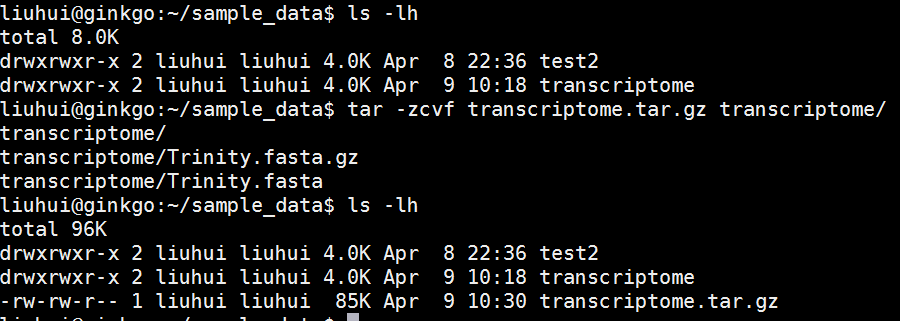 liuhui@ginkgo:~/sample_data$ ls -lh
total 8.0K
drwxrwxr-x 2 liuhui liuhui 4.0K Apr  8 22:36 test2
drwxrwxr-x 2 liuhui liuhui 4.0K Apr  9 10:18 transcriptome
liuhui@ginkgo:~/sample_data$ tar -zcvf transcriptome.tar.gz transcriptome/
transcriptome/
transcriptome/Trinity.fasta.gz
transcriptome/Trinity.fasta
liuhui@ginkgo:~/sample_data$ ls -lh
total 96K
drwxrwxr-x 2 liuhui liuhui 4.0K Apr  8 22:36 test2
drwxrwxr-x 2 liuhui liuhui 4.0K Apr  9 10:18 transcriptome
-rw-rw-r-- 1 liuhui liuhui  85K Apr  9 10:30 transcriptome.tar.gz
liuhui@ginkgo:~/sample_data$